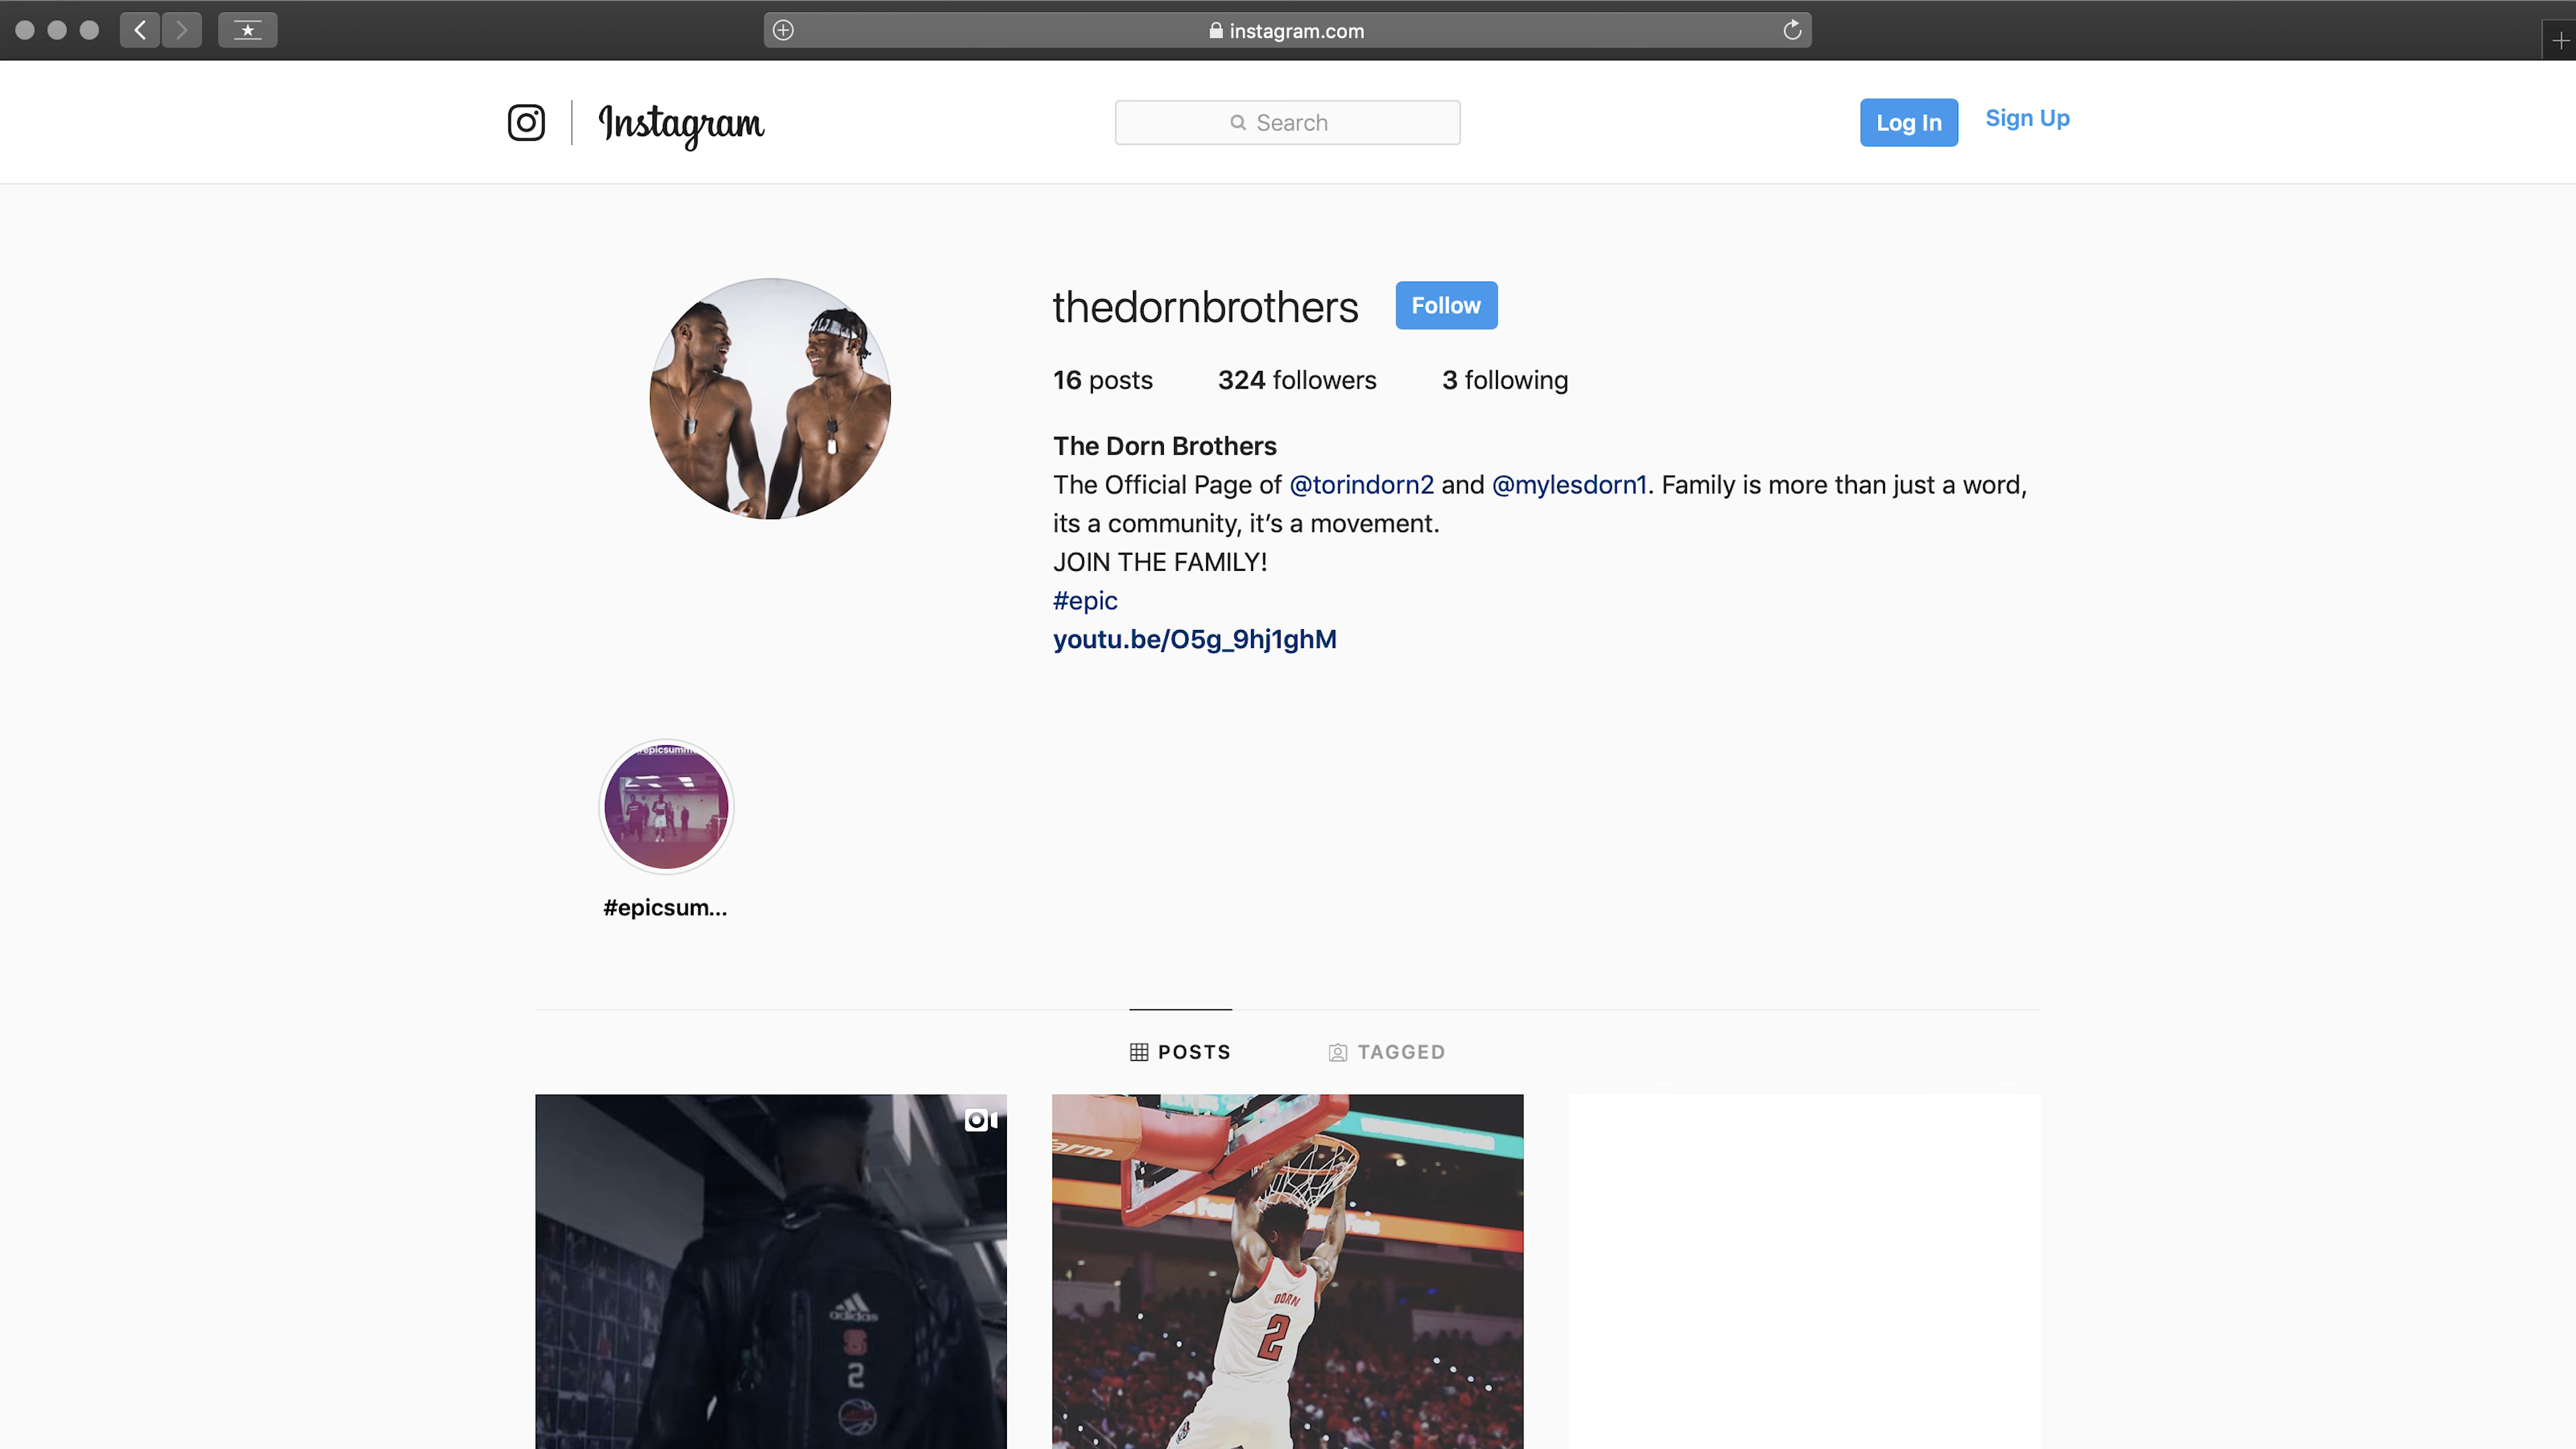 instagram.com
Instagram
Search
Log In
Sign Up
thedornbrothers
Follow
16 posts 324 followers 3 following
The Dorn Brothers
The Official Page of @torindorn2 and @mylesdorn1. Family is more than just a word,
its a community, it’s a movement.
JOIN THE FAMILY!
#epic
youtu.be/O5g_9hj1ghM
#epicsum...
POSTS
TAGGED
adidas
S
2
DORN
2